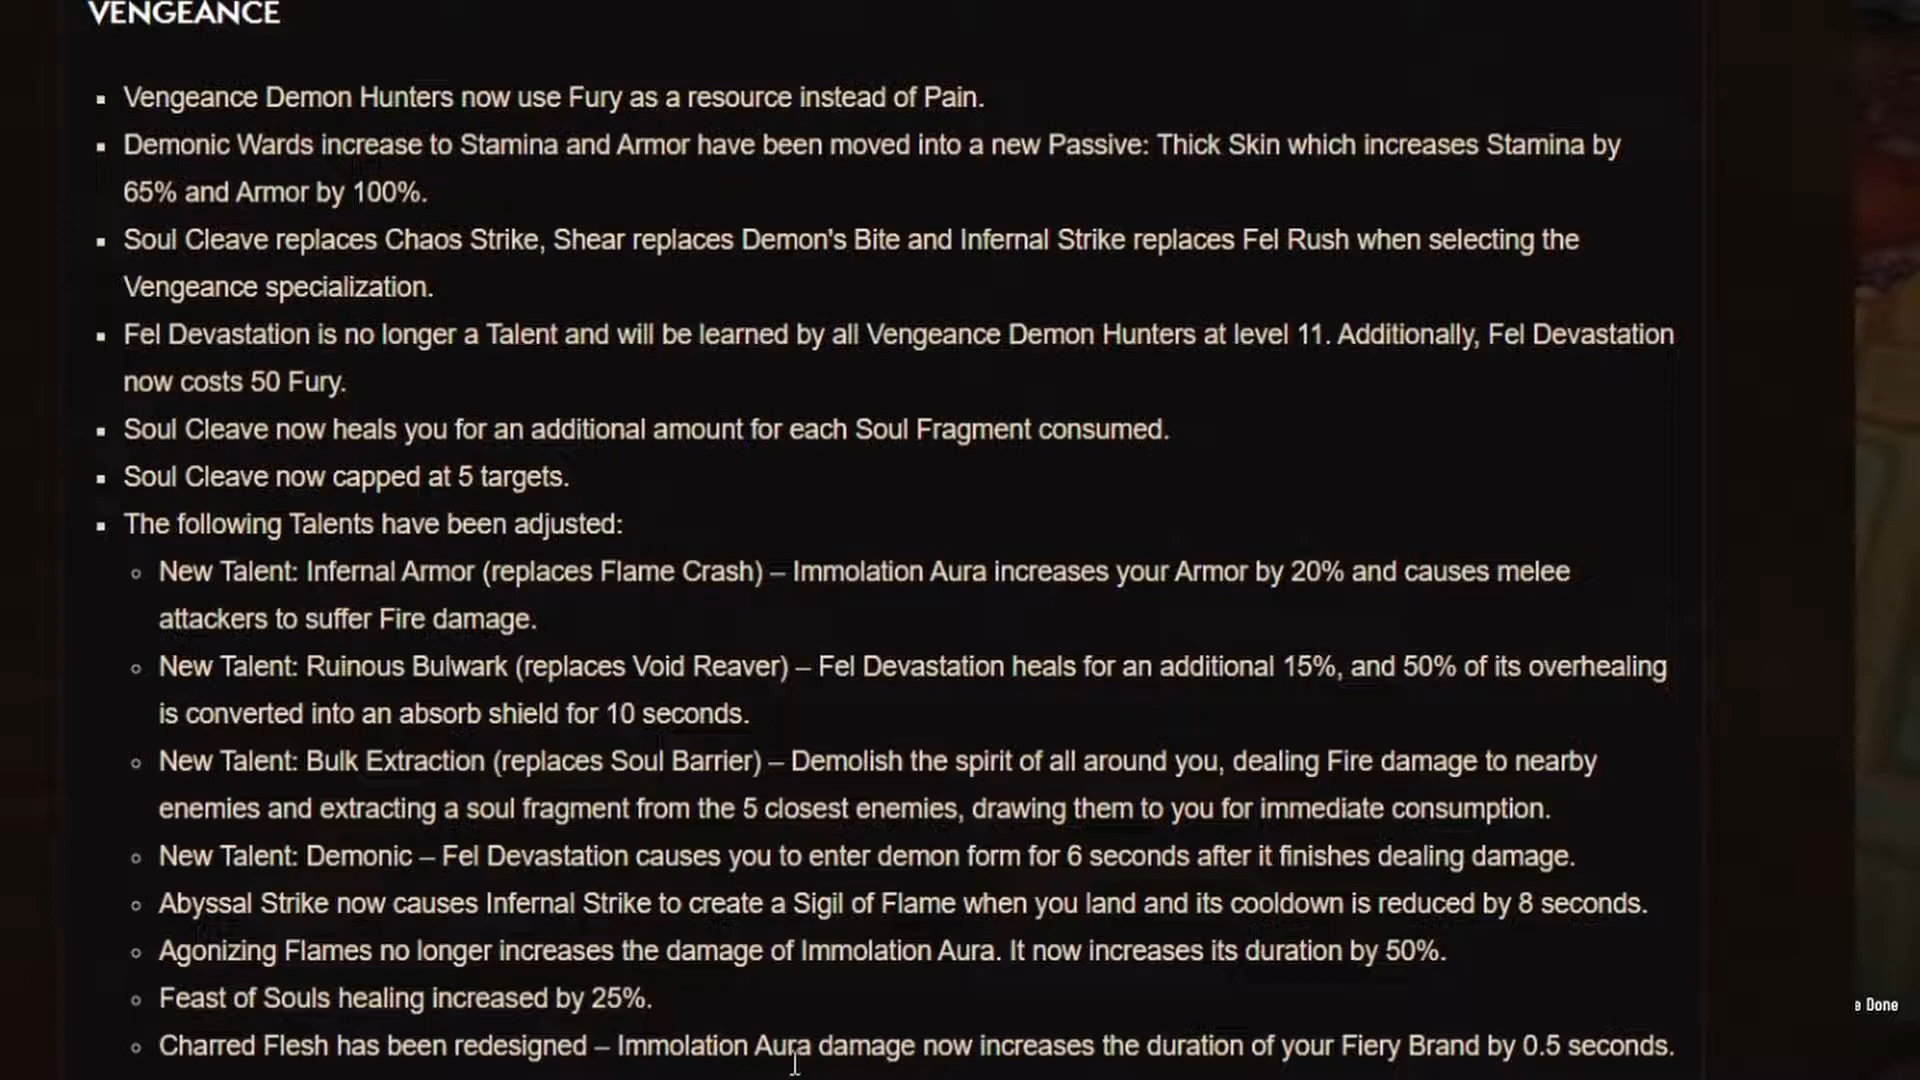 VENGEANCE
Vengeance Demon Hunters now use Fury as a resource instead of Pain.
Demonic Wards increase to Stamina and Armor have been moved into a new Passive: Thick Skin which increases Stamina by
65% and Armor by 100%.
Soul Cleave replaces Chaos Strike, Shear replaces Demon's Bite and Infernal Strike replaces Fel Rush when selecting the
Vengeance specialization.
Fel Devastation is no longer a Talent and will be learned by all Vengeance Demon Hunters at level 11. Additionally, Fel Devastation
now costs 50 Fury.
Soul Cleave now heals you for an additional amount for each Soul Fragment consumed.
Soul Cleave now capped at 5 targets.
The following Talents have been adjusted:
New Talent: Infernal Armor (replaces Flame Crash) – Immolation Aura increases your Armor by 20% and causes melee
attackers to suffer Fire damage.
New Talent: Ruinous Bulwark (replaces Void Reaver) – Fel Devastation heals for an additional 15%, and 50% of its overhealing
is converted into an absorb shield for 10 seconds.
New Talent: Bulk Extraction (replaces Soul Barrier) – Demolish the spirit of all around you, dealing Fire damage to nearby
enemies and extracting a soul fragment from the 5 closest enemies, drawing them to you for immediate consumption.
New Talent: Demonic – Fel Devastation causes you to enter demon form for 6 seconds after it finishes dealing damage.
Abyssal Strike now causes Infernal Strike to create a Sigil of Flame when you land and its cooldown is reduced by 8 seconds.
Agonizing Flames no longer increases the damage of Immolation Aura. It now increases its duration by 50%.
Feast of Souls healing increased by 25%.
e Done
Charred Flesh has been redesigned – Immolation Aura damage now increases the duration of your Fiery Brand by 0.5 seconds.